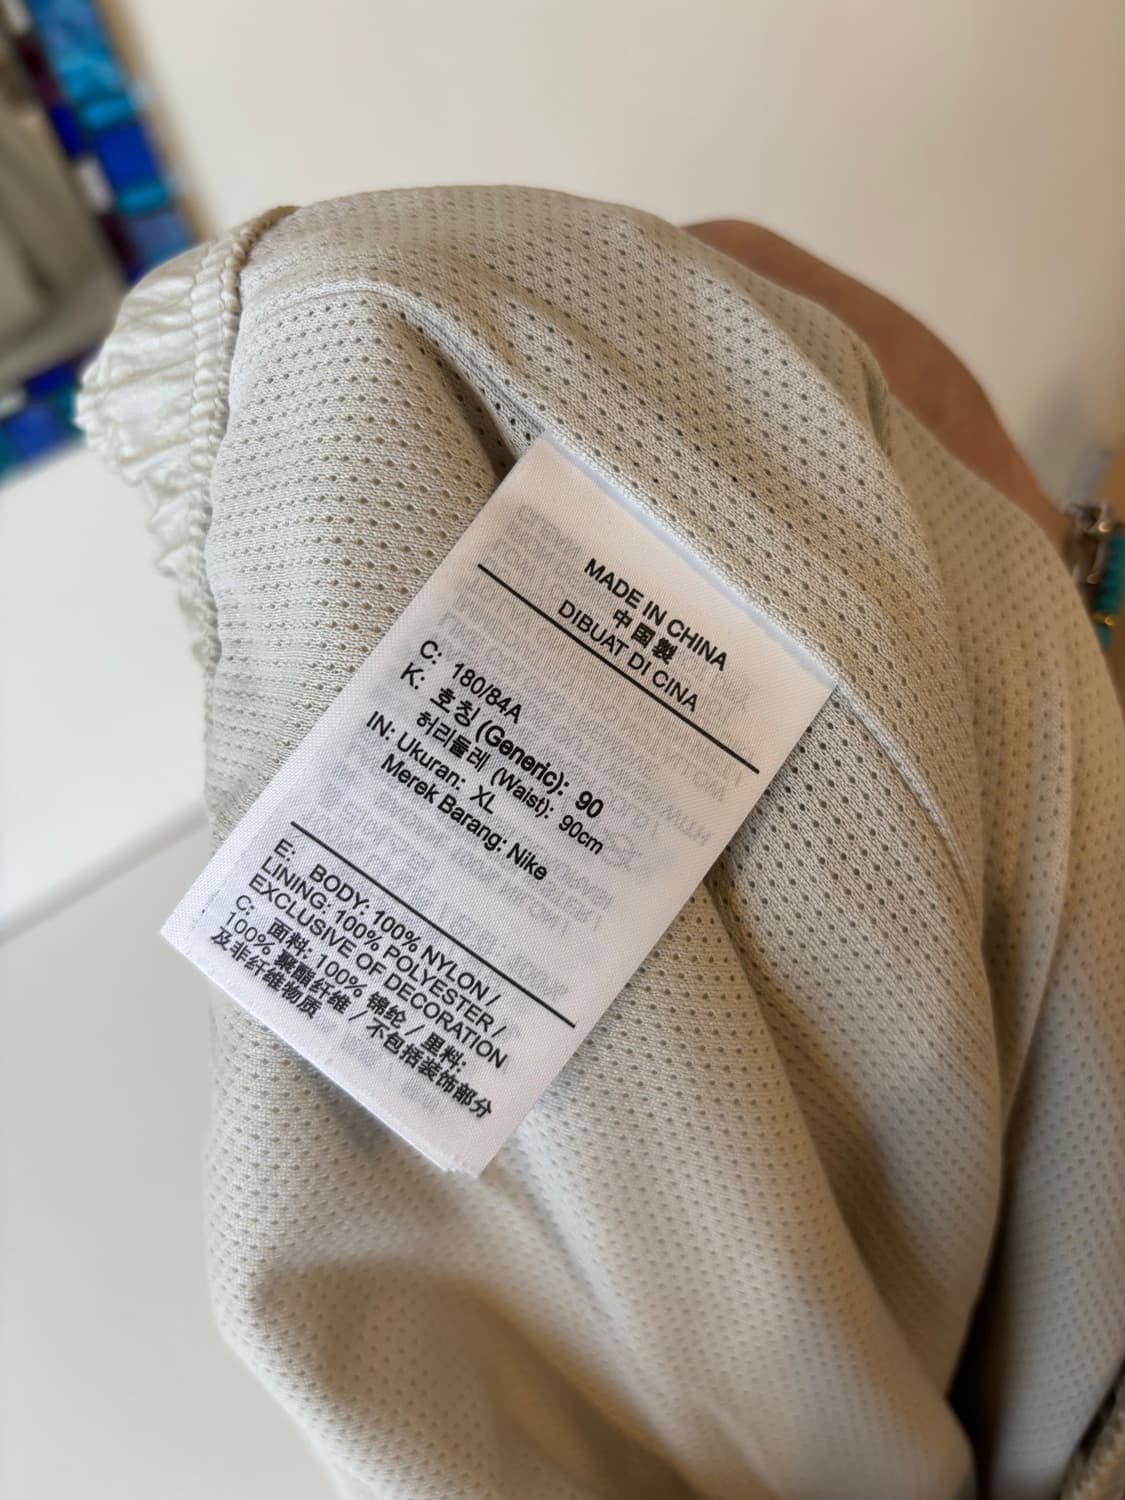 MADE IN CHINA
中国製
DIBUAT DI CINA
C: 180/84A
K: 호칭 (Generic): 90
허리둘레 (Waist): 90cm
IN: Ukuran: XL
Merek Barang: Nike
E: BODY: 100% NYLON /
LINING: 100% POLYESTER /
EXCLUSIVE OF DECORATION
C: 面料: 100% 锦纶 / 里料:
100% 聚酯纤维 / 不包括装饰部分
及非纤维物质